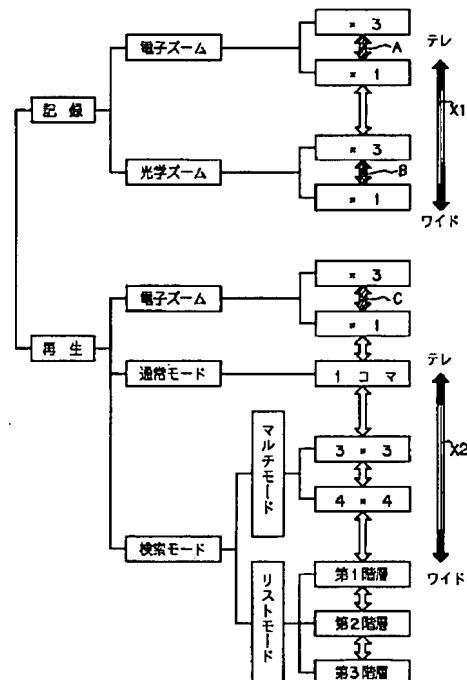 × 3
電子ズーム
A
テレ
× 1
X1
記 録
× 3
光学ズーム
B
× 1
ワイド
× 3
電子ズーム
C
× 1
再 生
テレ
通常モード
1 コ マ
X2
マルチモード
3 × 3
4 × 4
検索モード
第1階層
ワイド
リストモード
第2階層
第3階層